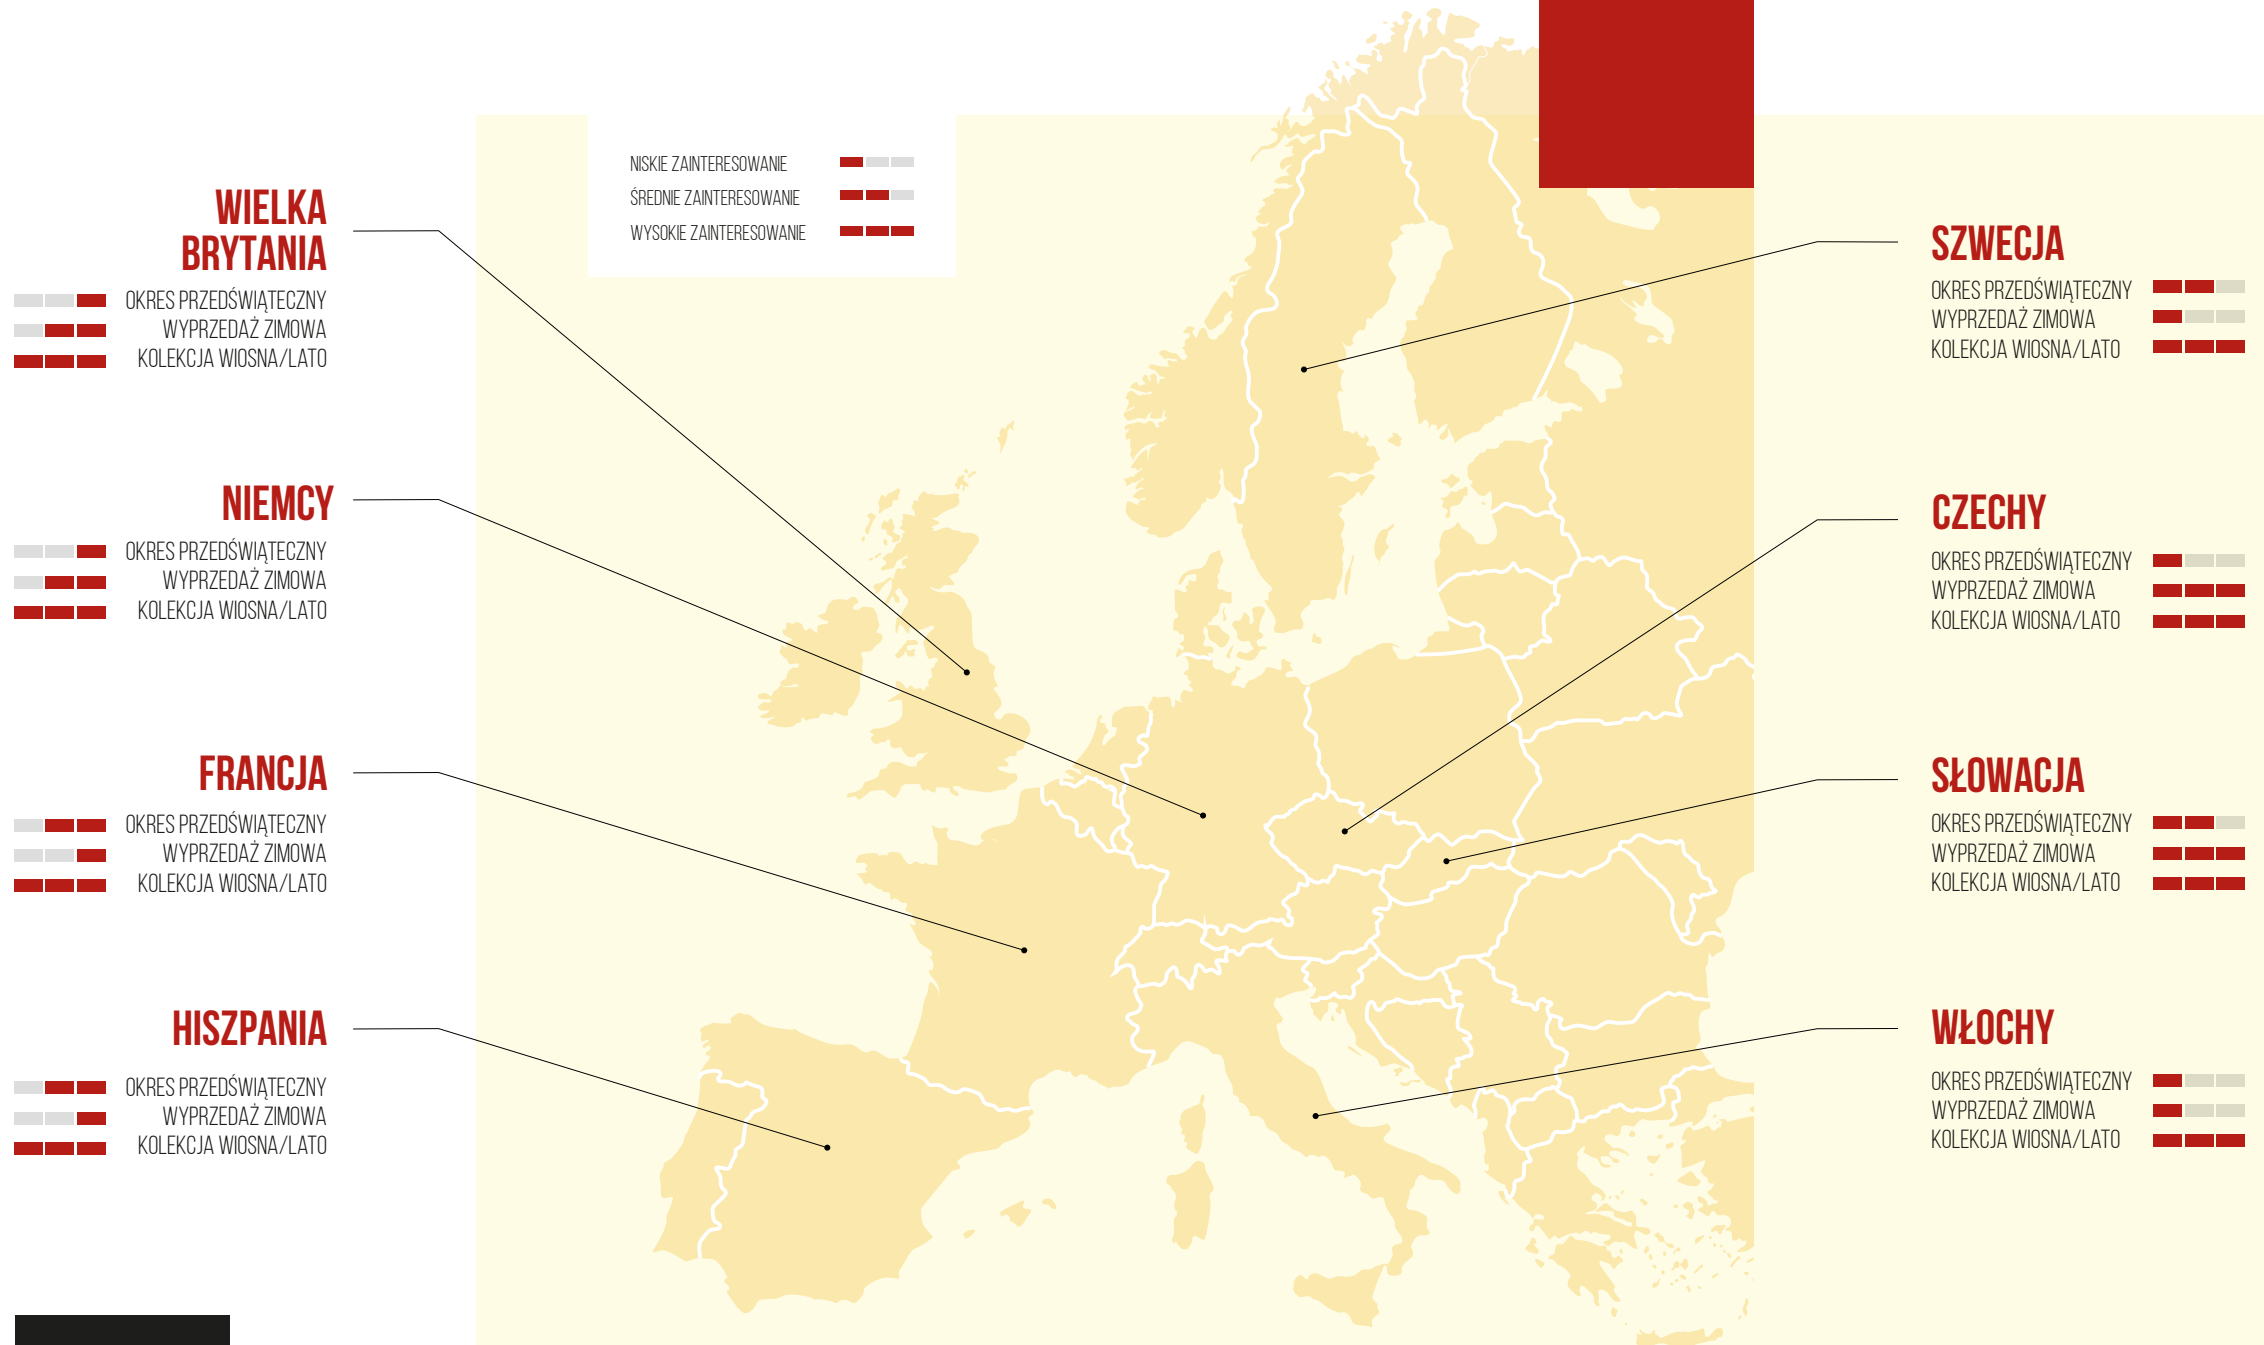 NISKIE ZAINTERESOWANIE
ŚREDNIE ZAINTERESOWANIE
WYSOKIE ZAINTERESOWANIE
WIELKA
BRYTANIA
OKRES PRZEDŚWIĄTECZNY
WYPRZEDAŻ ZIMOWA
KOLEKCJA WIOSNA/LATO
NIEMCY
OKRES PRZEDŚWIĄTECZNY
WYPRZEDAŻ ZIMOWA
KOLEKCJA WIOSNA/LATO
FRANCJA
OKRES PRZEDŚWIĄTECZNY
WYPRZEDAŻ ZIMOWA
KOLEKCJA WIOSNA/LATO
HISZPANIA
OKRES PRZEDŚWIĄTECZNY
WYPRZEDAŻ ZIMOWA
KOLEKCJA WIOSNA/LATO
SZWECJA
OKRES PRZEDŚWIĄTECZNY
WYPRZEDAŻ ZIMOWA
KOLEKCJA WIOSNA/LATO
CZECHY
OKRES PRZEDŚWIĄTECZNY
WYPRZEDAŻ ZIMOWA
KOLEKCJA WIOSNA/LATO
SŁOWACJA
OKRES PRZEDŚWIĄTECZNY
WYPRZEDAŻ ZIMOWA
KOLEKCJA WIOSNA/LATO
WŁOCHY
OKRES PRZEDŚWIĄTECZNY
WYPRZEDAŻ ZIMOWA
KOLEKCJA WIOSNA/LATO